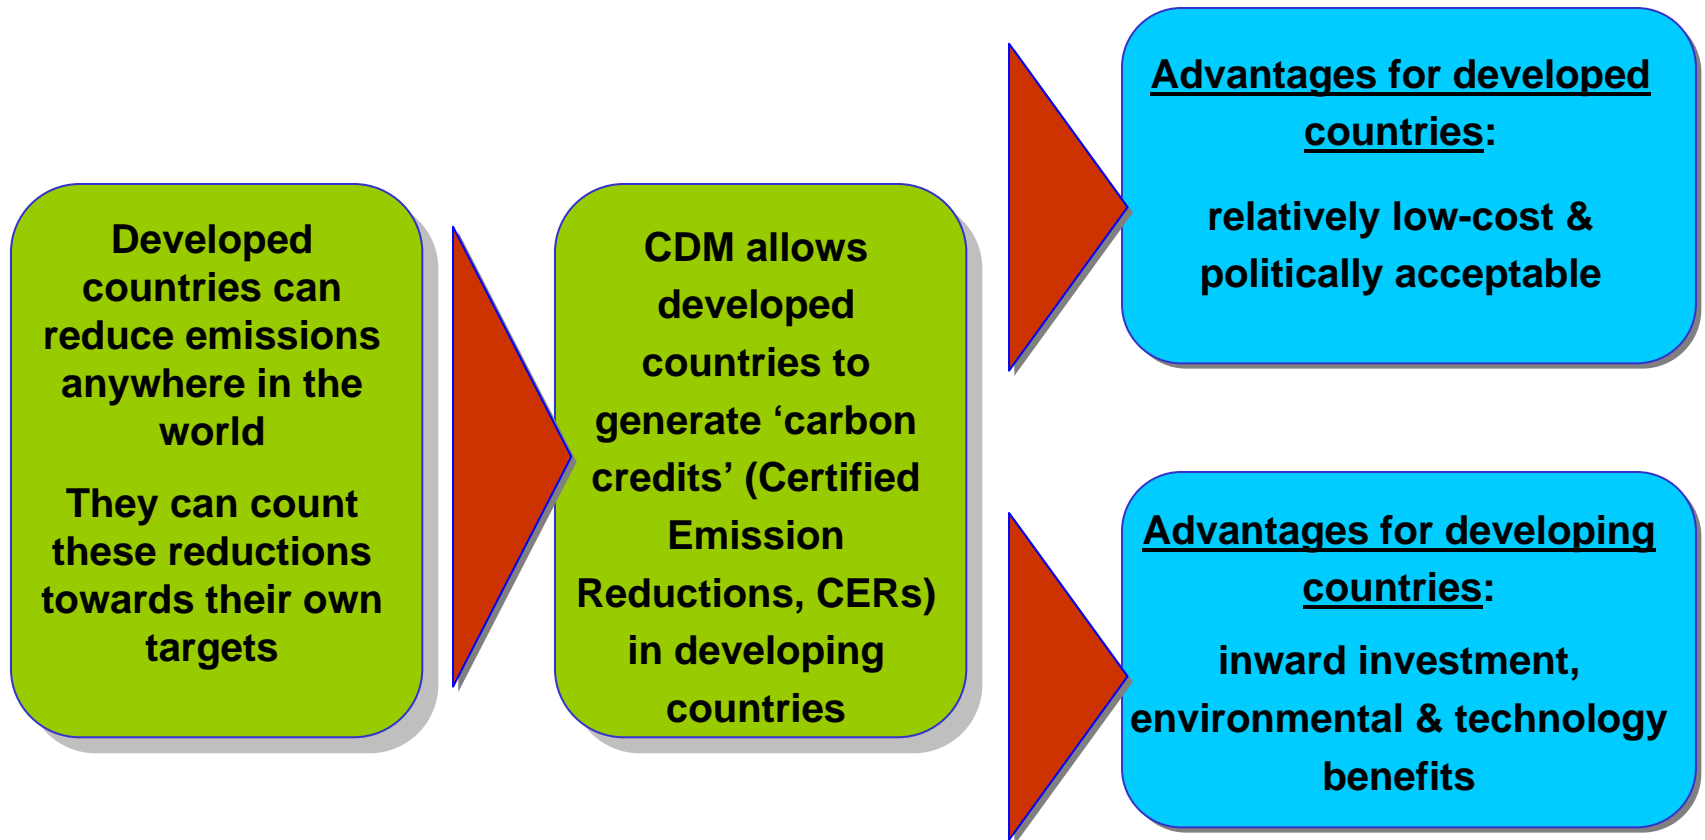 Developed
countries can
reduce emissions
anywhere in the
world
They can count
these reductions
towards their own
targets
CDM allows
developed
countries to
generate ‘carbon
credits’ (Certified
Emission
Reductions, CERs)
in developing
countries
Advantages for developed
countries:
relatively low-cost &
politically acceptable
Advantages for developing
countries:
inward investment,
environmental & technology
benefits